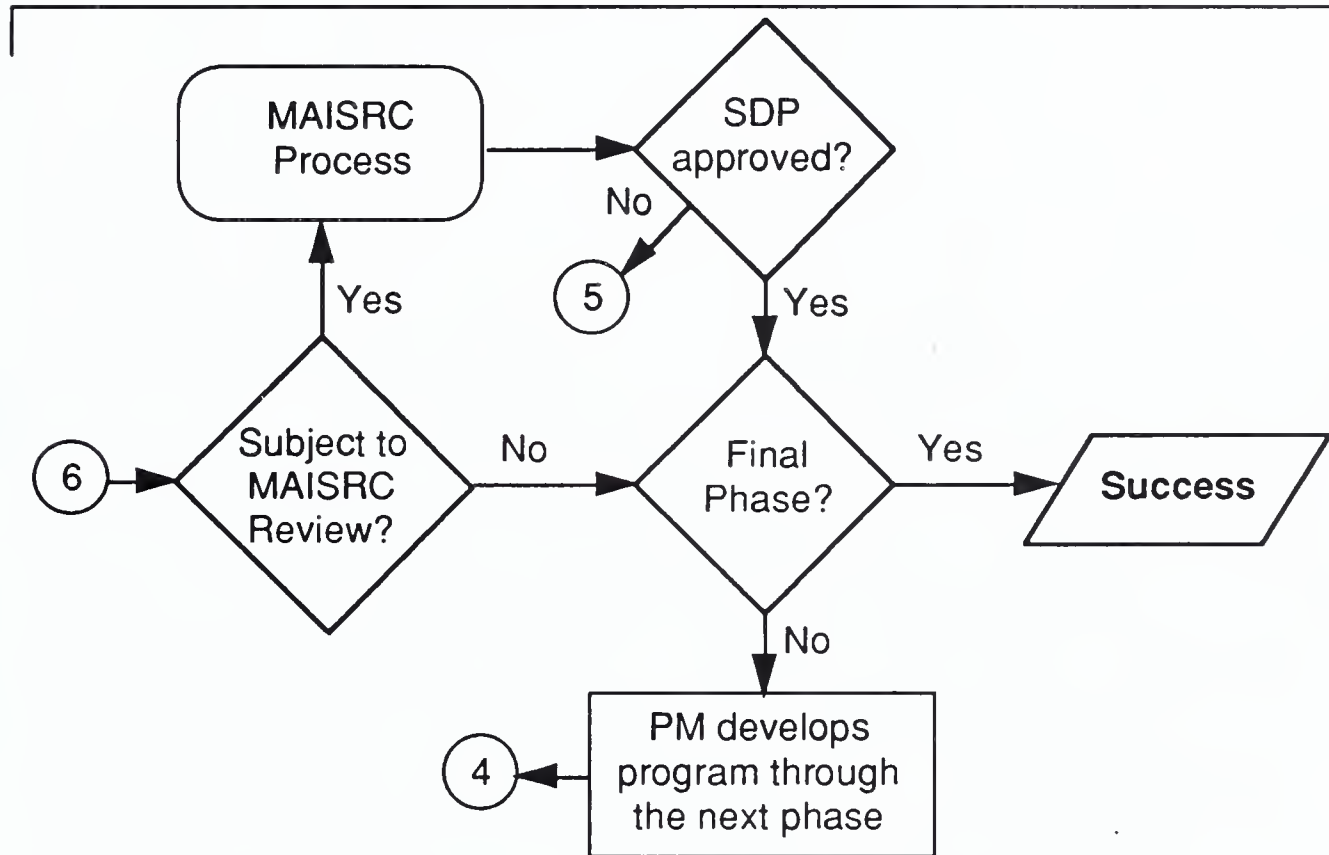 MAISRC
Process
SDP
approved?
No
5
Yes
Yes
6
Subject to
MAISRC
Review?
No
Final
Phase?
Yes
Success
No
PM develops
program through
the next phase
4